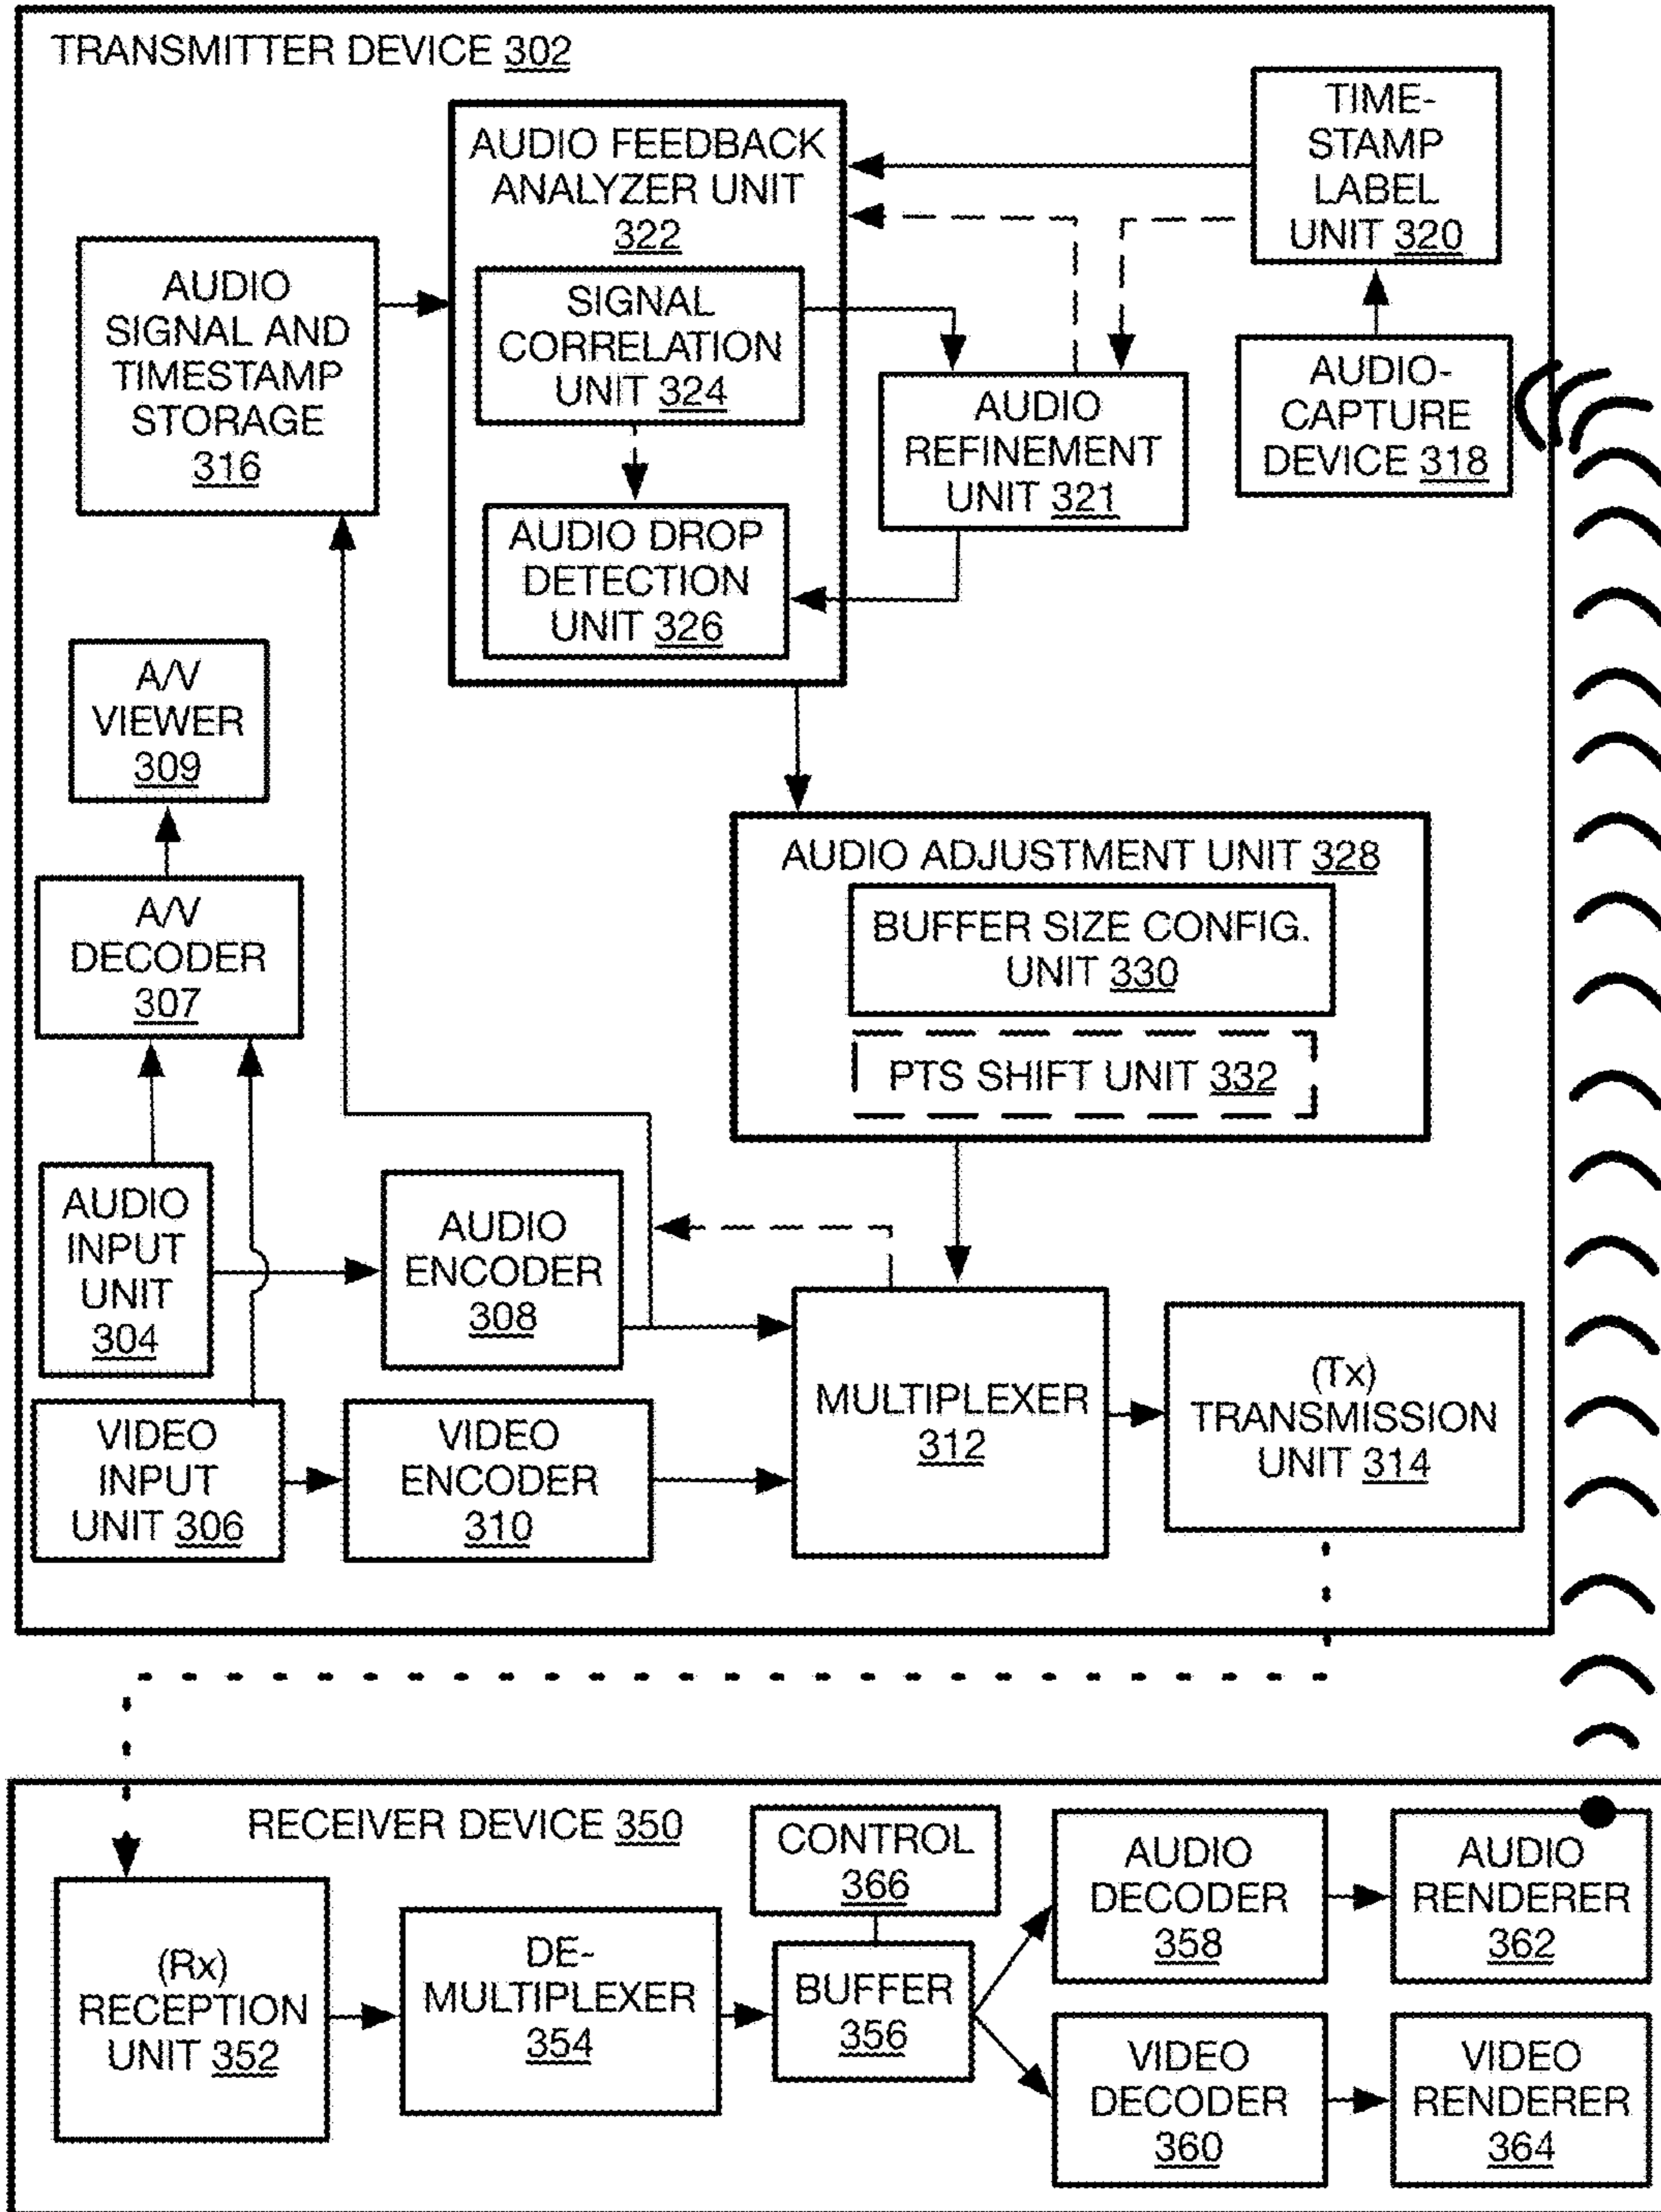 TRANSMITTER DEVICE 302
TIME-
STAMP
LABEL
UNIT 320
AUDIO FEEDBACK
ANALYZER UNIT
322
AUDIO
SIGNAL AND
TIMESTAMP
STORAGE
316
SIGNAL
CORRELATION
UNIT 324
AUDIO
REFINEMENT
UNIT 321
AUDIO-
CAPTURE
DEVICE 318
AUDIO DROP
DETECTION
UNIT 326
A/V
VIEWER
309
AUDIO ADJUSTMENT UNIT 328
BUFFER SIZE CONFIG.
UNIT 330
PTS SHIFT UNIT 332
A/V
DECODER
307
AUDIO
INPUT
UNIT
304
AUDIO
ENCODER
308
VIDEO
INPUT
UNIT 306
VIDEO
ENCODER
310
MULTIPLEXER
312
(Tx)
TRANSMISSION
UNIT 314
RECEIVER DEVICE 350
(Rx)
RECEPTION
UNIT 352
DE-
MULTIPLEXER
354
CONTROL
366
BUFFER
356
AUDIO
DECODER
358
AUDIO
RENDERER
362
VIDEO
DECODER
360
VIDEO
RENDERER
364